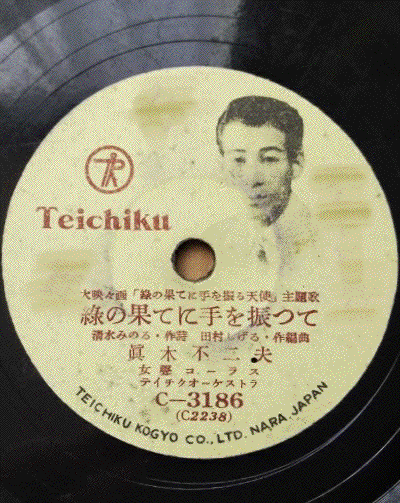 Teichiku
大映々画「綠の果てに手を振る天使」主題歌
綠の果てに手を振つて
清水みのる・作詩 田村しげる・作編曲
眞木不二夫
女聲コーラス
テイチクオーケストラ
C-3186
(C2238)
TEICHIKU KOGYO CO., LTD. NARA JAPAN